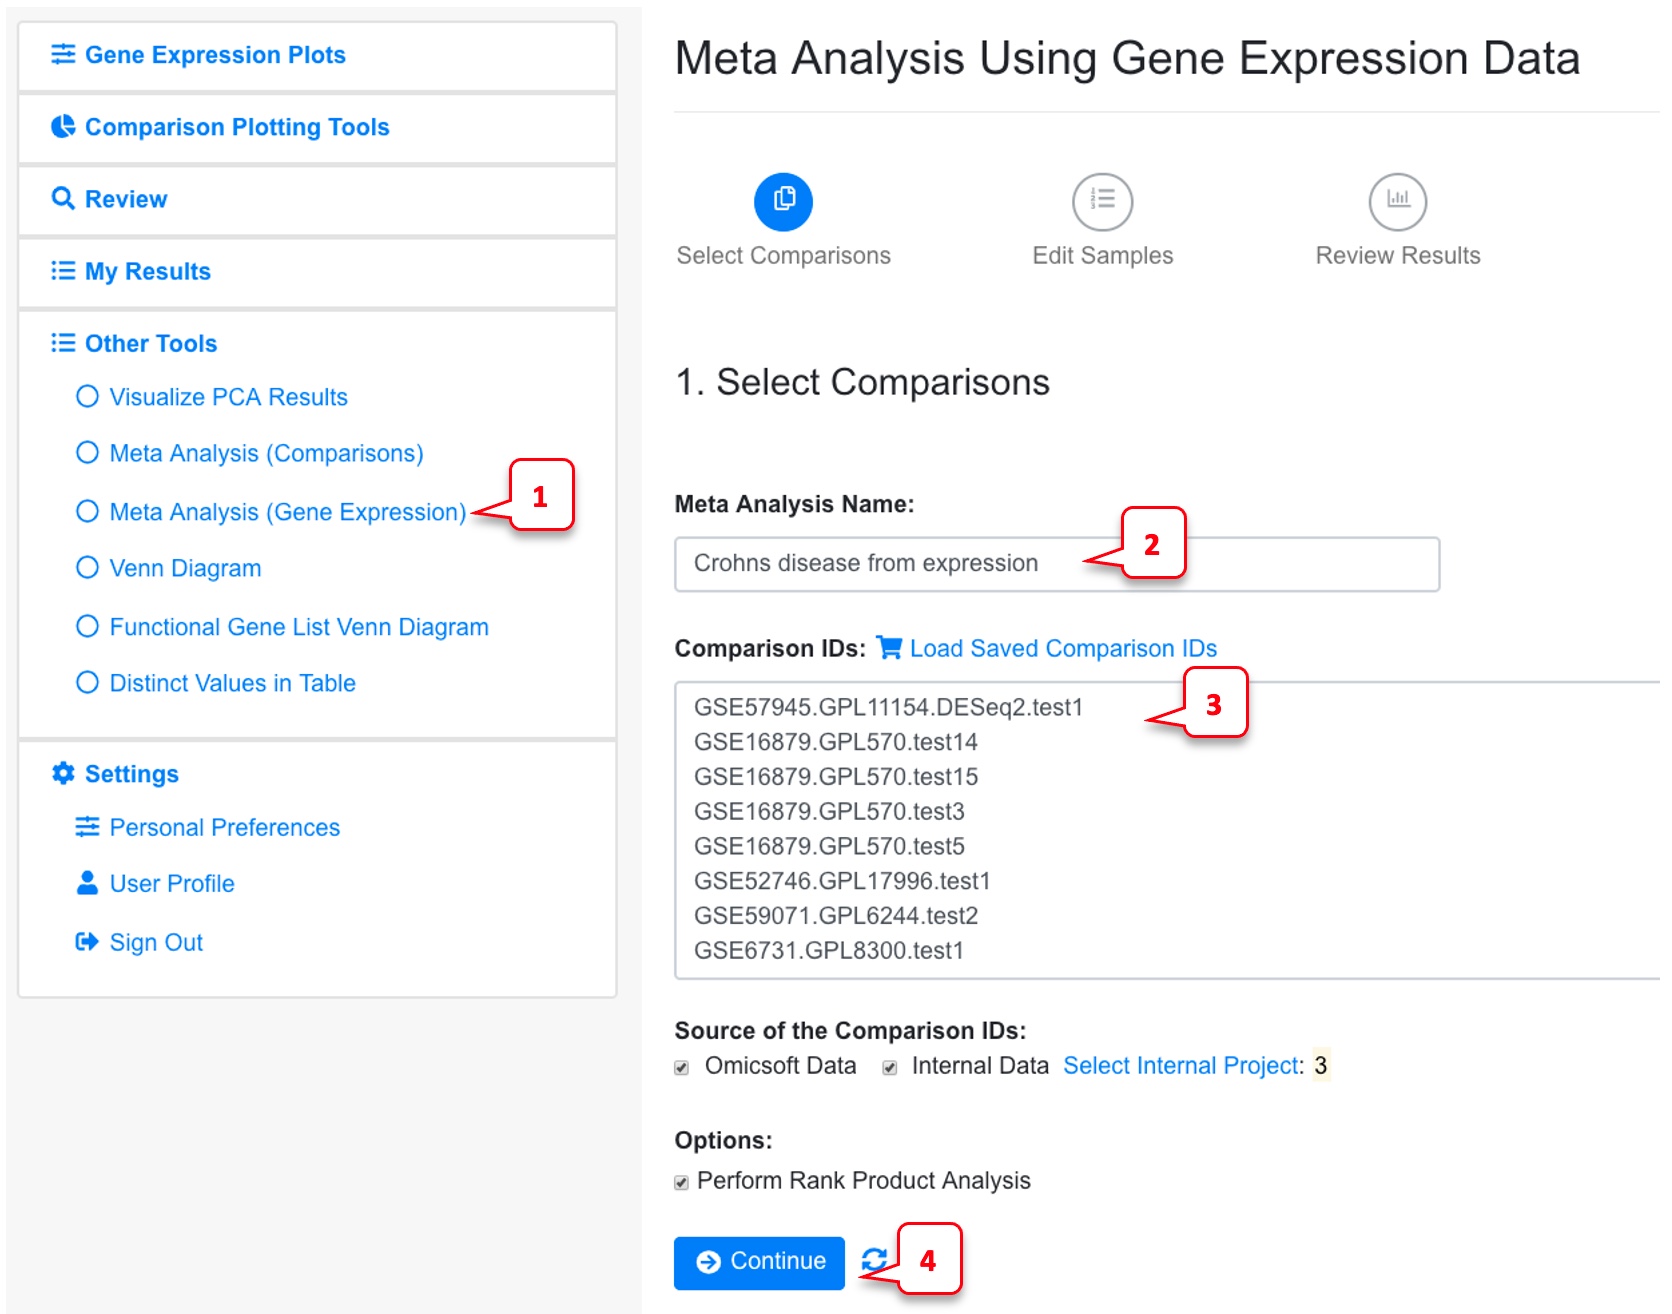 Gene Expression Plots
Comparison Plotting Tools
Review
My Results
Other Tools
Visualize PCA Results
Meta Analysis (Comparisons)
Meta Analysis (Gene Expression)
1
Venn Diagram
Functional Gene List Venn Diagram
Distinct Values in Table
Settings
Personal Preferences
User Profile
Sign Out
Meta Analysis Using Gene Expression Data
Select Comparisons
Edit Samples
Review Results
1. Select Comparisons
Meta Analysis Name:
Crohns disease from expression
2
Comparison IDs: Load Saved Comparison IDs
GSE57945.GPL11154.DESeq2.test1
3
GSE16879.GPL570.test14
GSE16879.GPL570.test15
GSE16879.GPL570.test3
GSE16879.GPL570.test5
GSE52746.GPL17996.test1
GSE59071.GPL6244.test2
GSE6731.GPL8300.test1
Source of the Comparison IDs:
Omicsoft Data Internal Data Select Internal Project: 3
Options:
Perform Rank Product Analysis
Continue
4